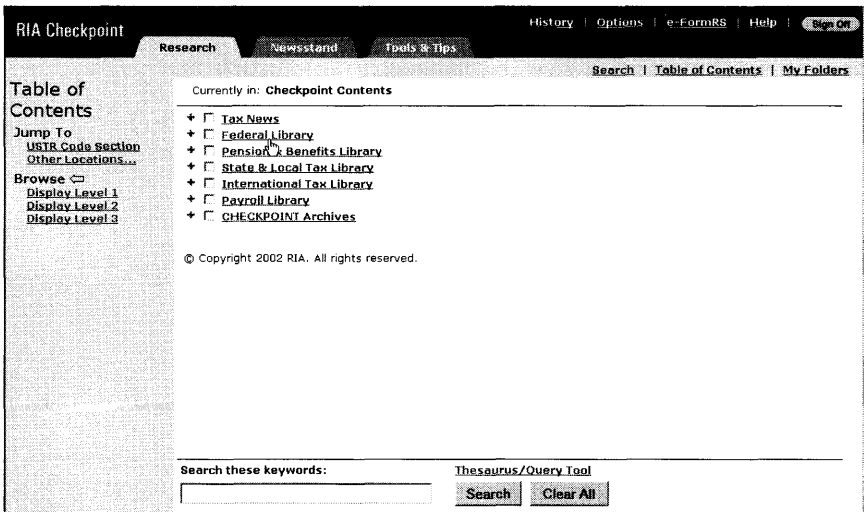 RIA Checkpoint
History | Options | e-FormRS | Help | Sign Off
Research Newsstand Tools & Tips
Search | Table of Contents | My Folders
Table of
Contents
Jump To
USTR Code Section
Other Locations...
Browse
Display Level 1
Display Level 2
Display Level 3
Currently in: Checkpoint Contents
Tax News
Federal Library
Pension & Benefits Library
State & Local Tax Library
International Tax Library
Payroll Library
CHECKPOINT Archives
© Copyright 2002 RIA. All rights reserved.
Search these keywords:
Thesaurus/Query Tool
Search Clear All